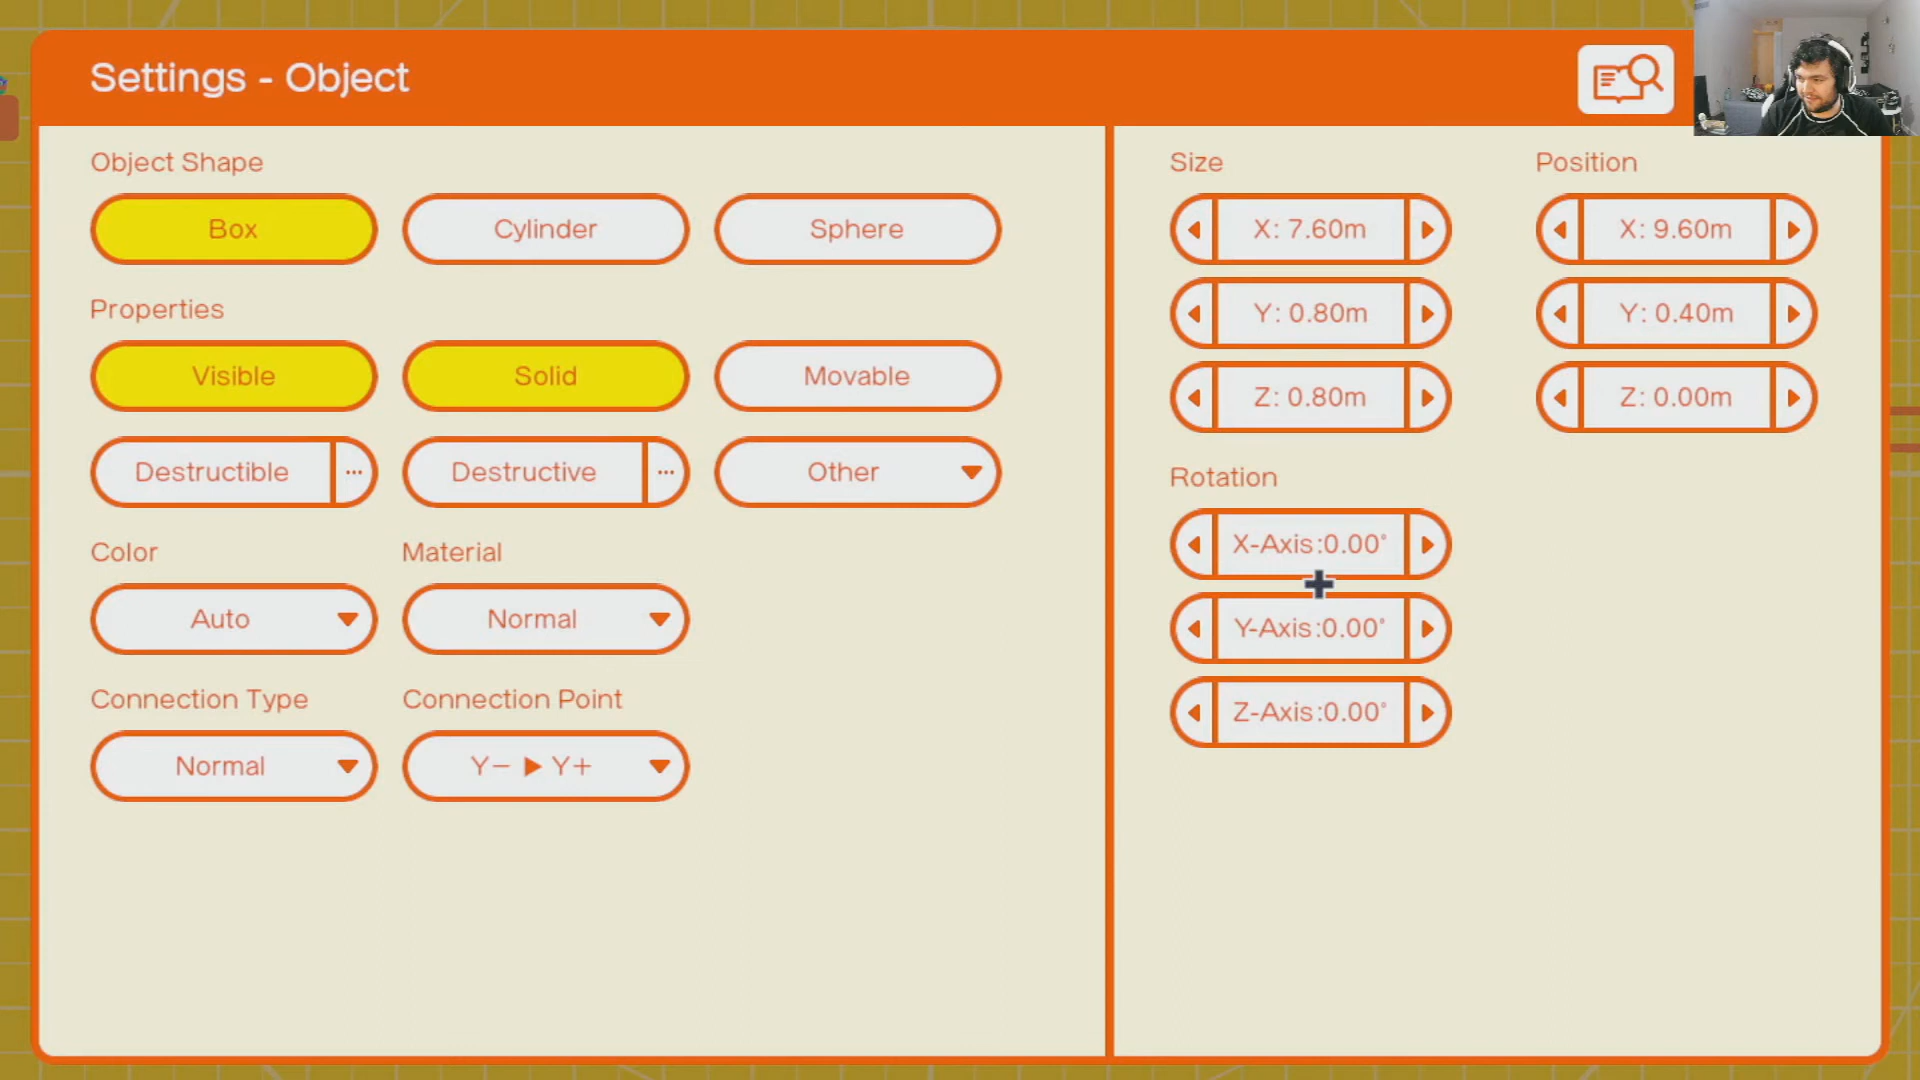 Settings - Object
Object Shape
Box
Cylinder
Sphere
Properties
Visible
Solid
Movable
Destructible
...
Destructive
...
Other
Color
Material
Auto
Normal
Connection Type
Connection Point
Normal
Y− ▶ Y+
Size
Position
X: 7.60m
X: 9.60m
Y: 0.80m
Y: 0.40m
Z: 0.80m
Z: 0.00m
Rotation
X-Axis:0.00°
Y-Axis:0.00°
Z-Axis:0.00°